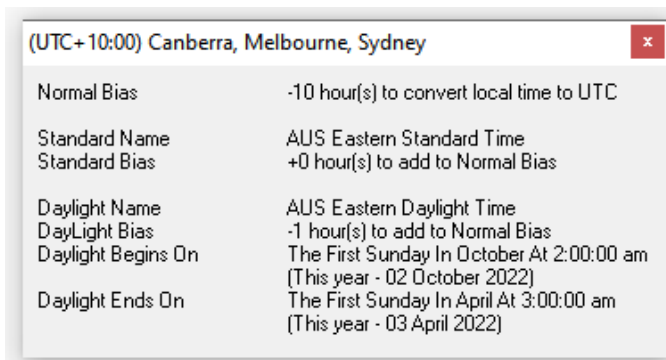 (UTC+10:00) Canberra, Melbourne, Sydney x
Normal Bias -10 hour(s) to convert local time to UTC
Standard Name AUS Eastern Standard Time
Standard Bias +0 hour(s) to add to Normal Bias
Daylight Name AUS Eastern Daylight Time
DayLight Bias -1 hour(s) to add to Normal Bias
Daylight Begins On The First Sunday In October At 2:00:00 am
(This year - 02 October 2022)
Daylight Ends On The First Sunday In April At 3:00:00 am
(This year - 03 April 2022)